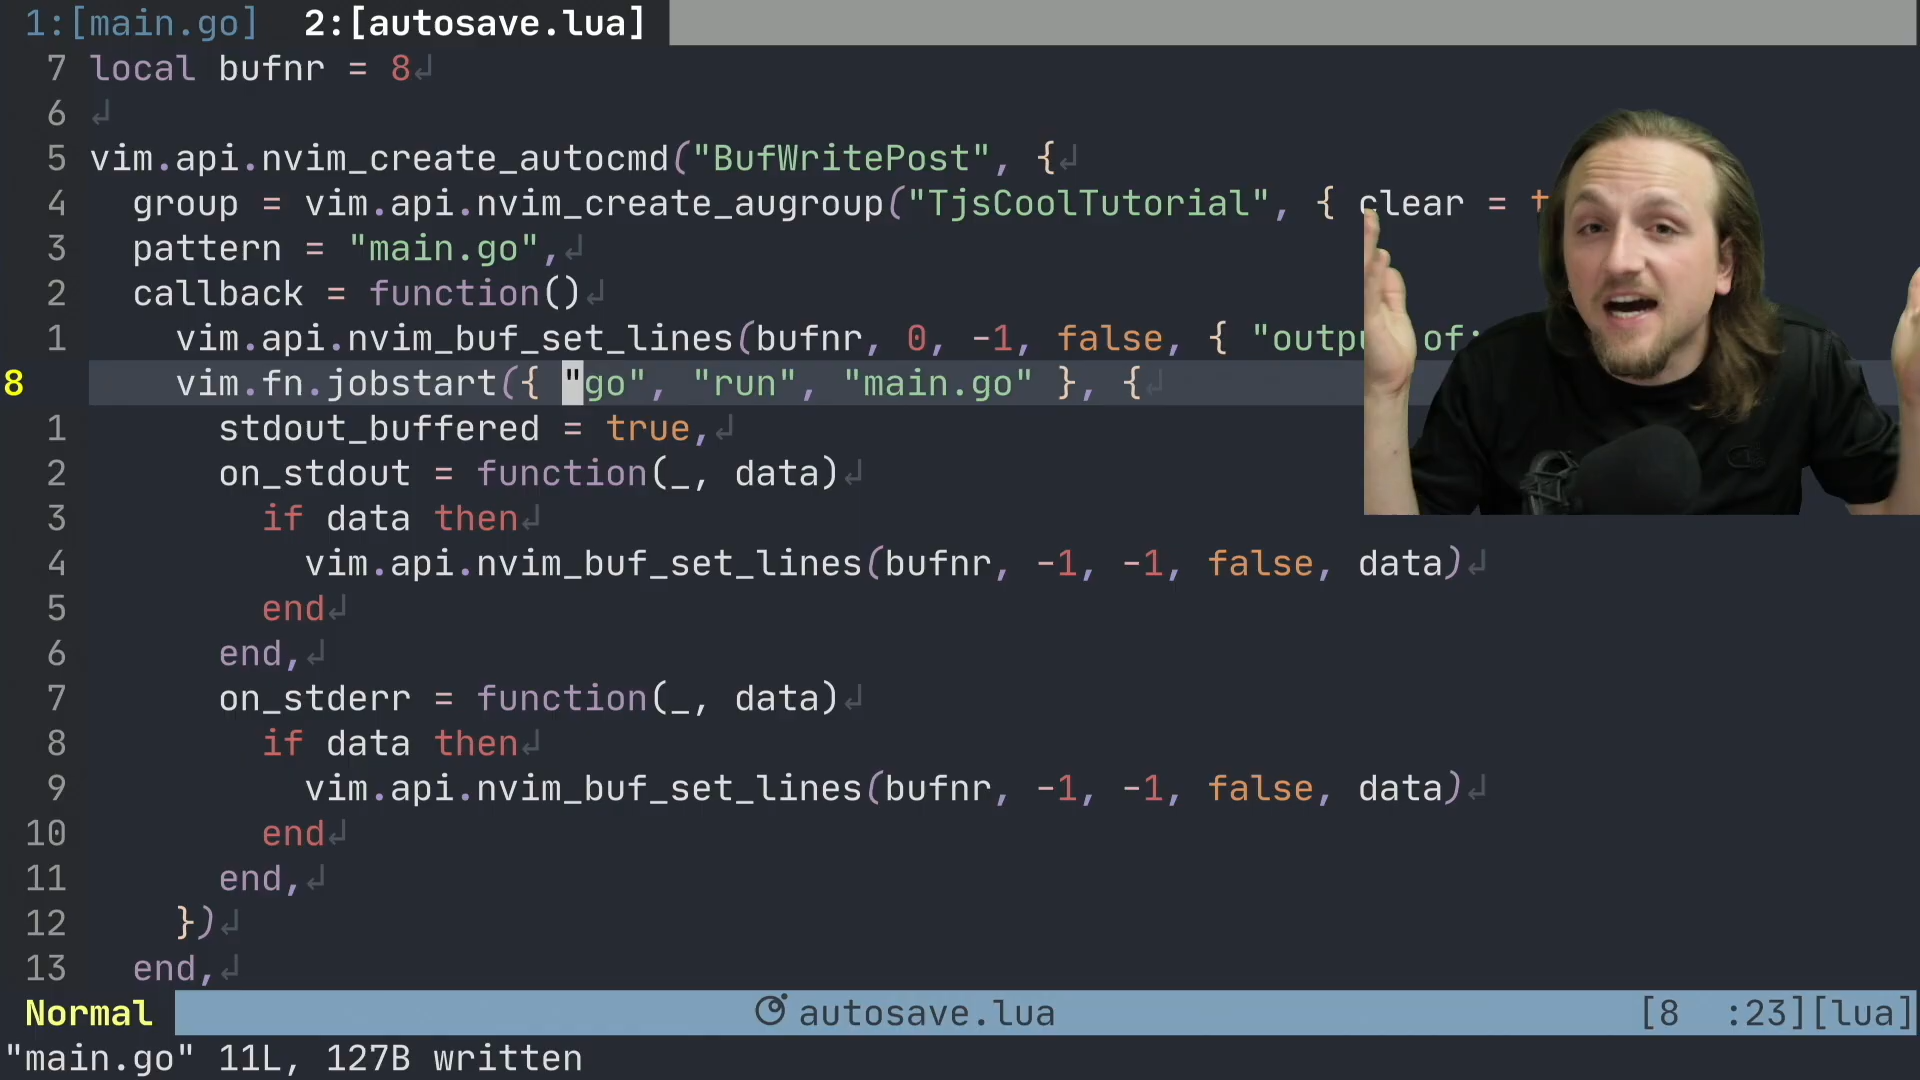 1:[main.go] 2:[autosave.lua]
7 local bufnr = 8
6
5 vim.api.nvim_create_autocmd("BufWritePost", {
4 group = vim.api.nvim_create_augroup("TjsCoolTutorial", { clear = t
3 pattern = "main.go",
2 callback = function()
1 vim.api.nvim_buf_set_lines(bufnr, 0, -1, false, { "output of:
8 vim.fn.jobstart({ "go", "run", "main.go" }, {
1 stdout_buffered = true,
2 on_stdout = function(_, data)
3 if data then
4 vim.api.nvim_buf_set_lines(bufnr, -1, -1, false, data)
5 end
6 end,
7 on_stderr = function(_, data)
8 if data then
9 vim.api.nvim_buf_set_lines(bufnr, -1, -1, false, data)
10 end
11 end,
12 })
13 end,
Normal autosave.lua [8 :23][lua]
"main.go" 11L, 127B written